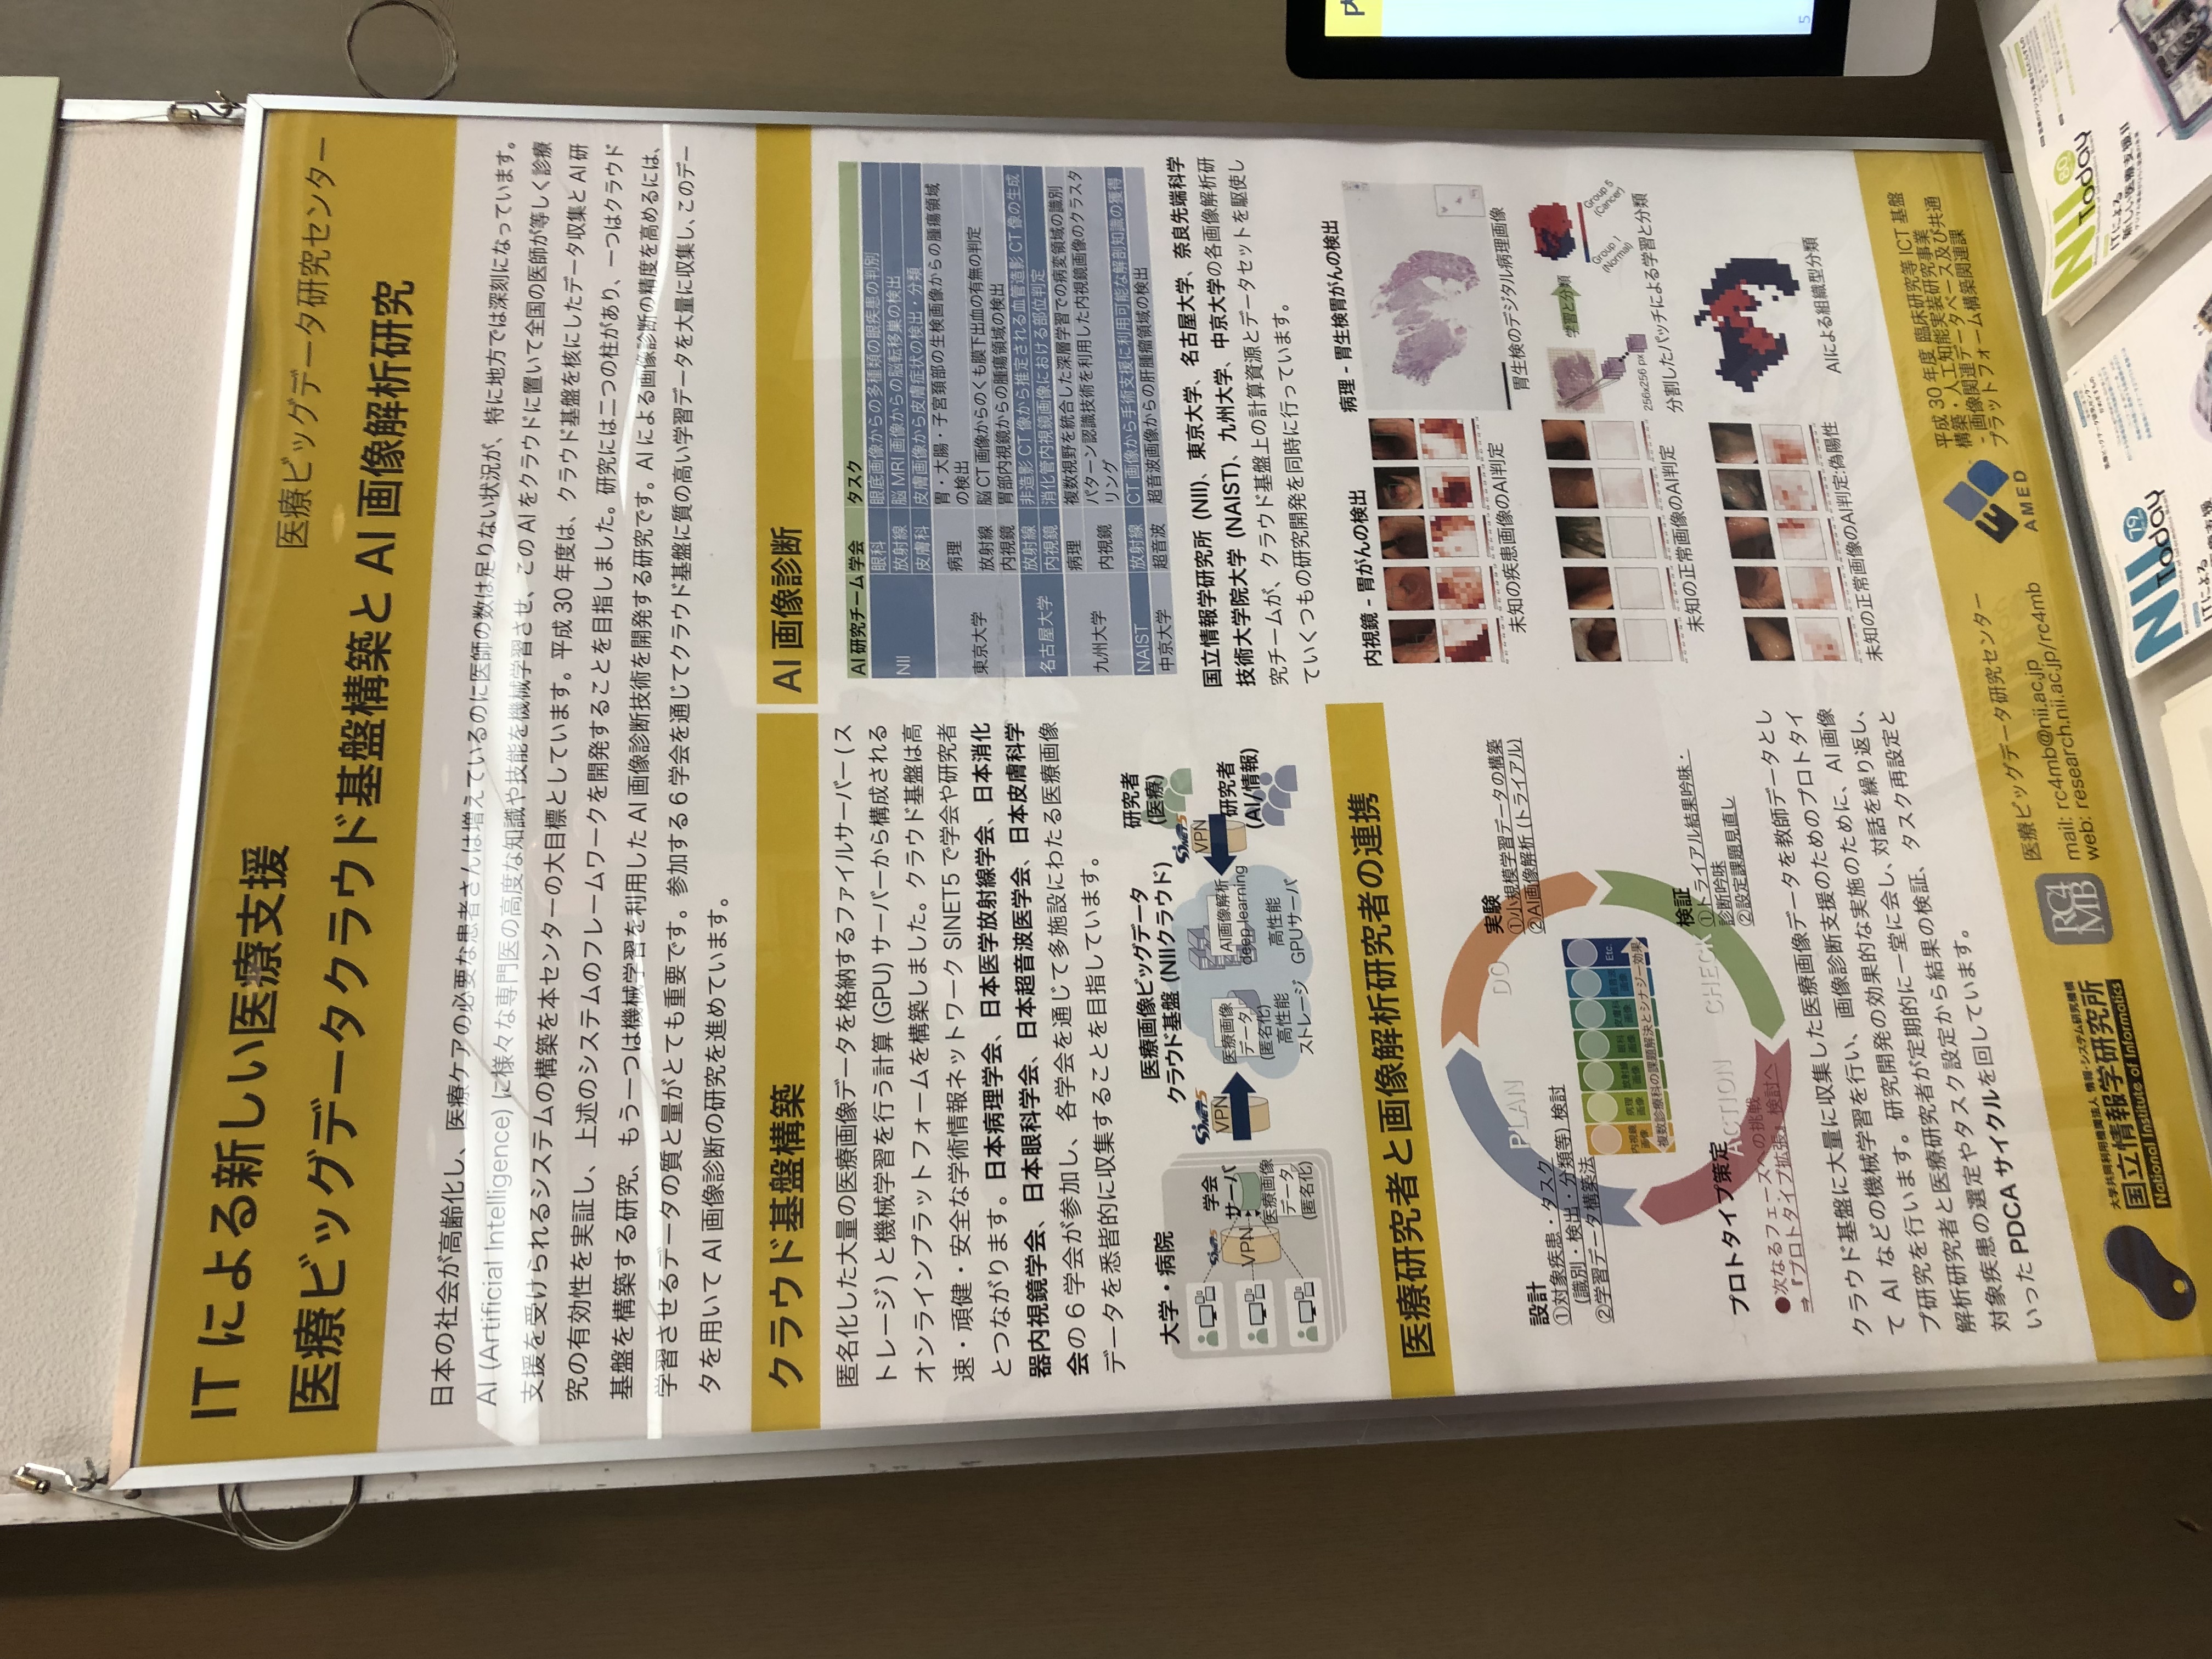 ITによる新しい医療支援
医療ビッグデータ研究センター
医療ビッグデータクラウド基盤構築と AI 画像解析研究
日本の社会が高齢化し、医療ケアの必要な患者さんは増えているのに医師の数は足りない状況が、特に地方では深刻になっています。
AI (Artificial Intelligence) に様々な専門医の高度な知識や技能を機械学習させ、この AI をクラウドに置いて全国の医師が等しく診療
支援を受けられるシステムの構築を本センターの大目標としています。平成 30 年度は、クラウド基盤を核にしたデータ収集と AI 研
究の有効性を実証し、上述のシステムのフレームワークを開発することを目指しました。研究には二つの柱があり、一つはクラウド
基盤を構築する研究、もう一つは機械学習を利用した AI 画像診断技術を開発する研究です。AI による画像診断の精度を高めるには、
学習させるデータの質と量がとても重要です。参加する 6 学会を通じてクラウド基盤に質の高い学習データを大量に収集し、このデー
タを用いて AI 画像診断の研究を進めています。
クラウド基盤構築
匿名化した大量の医療画像データを格納するファイルサーバー ( ス
トレージ ) と機械学習を行う計算 (GPU) サーバーから構成される
オンラインプラットフォームを構築しました。クラウド基盤は高
速・頑健・安全な学術情報ネットワーク SINET5 で学会や研究者
とつながります。日本病理学会、日本医学放射線学会、日本消化
器内視鏡学会、日本眼科学会、日本超音波医学会、日本皮膚科学
会の 6 学会が参加し、各学会を通じて多施設にわたる医療画像
データを悉皆的に収集することを目指しています。
大学・病院
SINET5
VPN
学会
サーバ
医療画像
データ
(匿名化)
SINET5
VPN
医療画像ビッグデータ
クラウド基盤 (NIIクラウド)
医療画像
データ
(匿名化)
高性能
ストレージ
AI画像解析
deep learning
高性能
GPUサーバ
SINET5
VPN
研究者
(医療)
研究者
(AI/情報)
医療研究者と画像解析研究者の連携
PLAN
DO
CHECK
ACTION
設計
①対象疾患・タスク
(識別・検出・分類等) 検討
②学習データ構築法
実験
①小規模学習データの構築
②AI画像解析 (トライアル)
内視鏡
画像
病理
画像
放射線
画像
眼科
画像
皮膚科
画像
超音波
画像
Etc.
複数診療科の課題解決とシナジー効果
検証
①トライアル結果吟味・
診断吟味
②設定課題見直し
プロトタイプ策定
●次なるフェーズへの挑戦
⇒『プロトタイプ拡張』検討へ
クラウド基盤に大量に収集した医療画像データを教師データとし
て AI などの機械学習を行い、画像診断支援のためのプロトタイ
プ研究を行います。研究開発の効果的な実施のために、AI 画像
解析研究者と医療研究者が定期的に一堂に会し、対話を繰り返し、
対象疾患の選定やタスク設定から結果の検証、タスク再設定と
いった PDCA サイクルを回しています。
AI 画像診断
AI 研究チーム 学会 タスク
NII 眼科 眼底画像からの多種類の眼疾患の判別
放射線 脳 MRI 画像からの脳転移巣の検出
皮膚科 皮膚画像から皮膚症状の検出・分類
東京大学 病理 胃・大腸・子宮頚部の生検画像からの腫瘍領域
の検出
放射線 脳 CT 画像からのくも膜下出血の有無の判定
内視鏡 胃部内視鏡からの腫瘍領域の検出
名古屋大学 放射線 非造影 CT 像から推定される血管造影 CT 像の生成
内視鏡 消化管内視鏡画像における部位判定
九州大学 病理 複数視野を統合した深層学習での病変領域の識別
内視鏡 パターン認識技術を利用した内視鏡画像のクラスタ
リング
NAIST 放射線 CT 画像から手術支援に利用可能な解剖知識の獲得
中京大学 超音波 超音波画像からの肝腫瘤領域の検出
国立情報学研究所 (NII)、東京大学、名古屋大学、奈良先端科学
技術大学院大学 (NAIST)、九州大学、中京大学の各画像解析研
究チームが、クラウド基盤上の計算資源とデータセットを駆使し
ていくつもの研究開発を同時に行っています。
内視鏡 - 胃がんの検出
未知の疾患画像のAI判定
未知の正常画像のAI判定
未知の正常画像のAI判定:偽陽性
病理 - 胃生検胃がんの検出
胃生検のデジタル病理画像
学習と分類
Group 1
(Normal)
Group 5
(Cancer)
256x256 px
分割したパッチによる学習と分類
AIによる組織型分類
大学共同利用機関法人 情報・システム研究機構
国立情報学研究所
National Institute of Informatics
RC4
MB
医療ビッグデータ研究センター
mail: rc4mb@nii.ac.jp
web: research.nii.ac.jp/rc4mb
AMED
平成 30 年度 臨床研究等 ICT 基盤
構築・人工知能実装研究事業
- 画像関連データベース及び共通
プラットフォーム構築関連課
5
NII Today
79
ITによる
NII Today
80
ITによる
新しい医療支援II